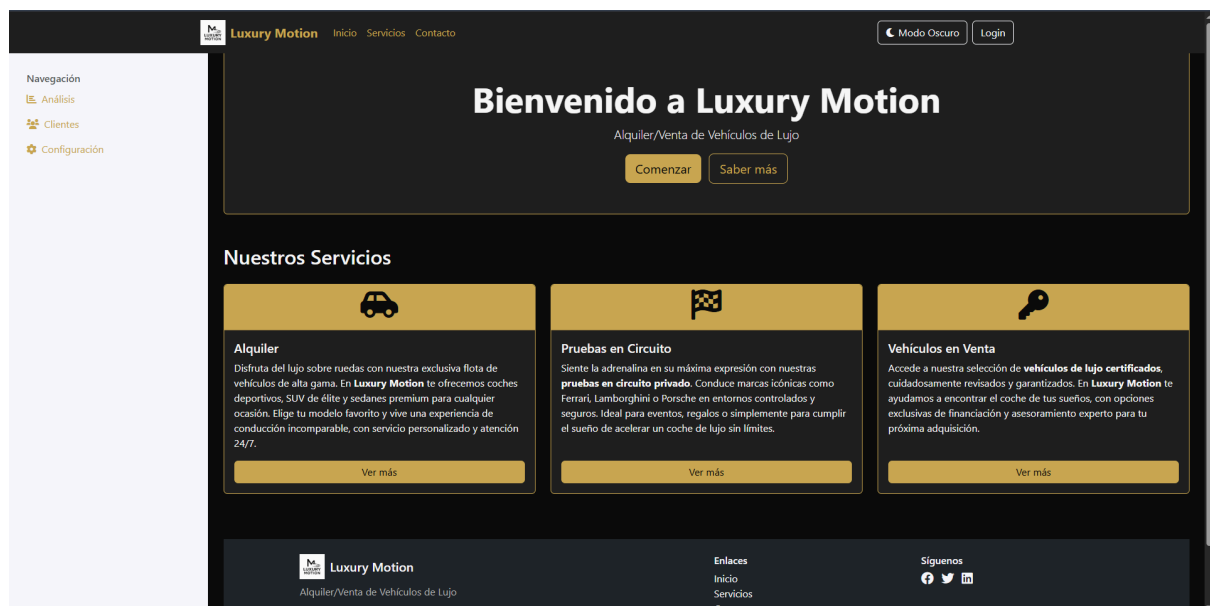 Luxury Motion Inicio Servicios Contacto Modo Oscuro Login
Navegación
Análisis
Clientes
Configuración
Bienvenido a Luxury Motion
Alquiler/Venta de Vehículos de Lujo
Comenzar Saber más
Nuestros Servicios
Alquiler
Disfruta del lujo sobre ruedas con nuestra exclusiva flota de
vehículos de alta gama. En Luxury Motion te ofrecemos coches
deportivos, SUV de élite y sedanes premium para cualquier
ocasión. Elige tu modelo favorito y vive una experiencia de
conducción incomparable, con servicio personalizado y atención
24/7.
Ver más
Pruebas en Circuito
Siente la adrenalina en su máxima expresión con nuestras
pruebas en circuito privado. Conduce marcas icónicas como
Ferrari, Lamborghini o Porsche en entornos controlados y
seguros. Ideal para eventos, regalos o simplemente para cumplir
el sueño de acelerar un coche de lujo sin límites.
Ver más
Vehículos en Venta
Accede a nuestra selección de vehículos de lujo certificados,
cuidadosamente revisados y garantizados. En Luxury Motion te
ayudamos a encontrar el coche de tus sueños, con opciones
exclusivas de financiación y asesoramiento experto para tu
próxima adquisición.
Ver más
LUXURY
MOTION
Luxury Motion
Alquiler/Venta de Vehículos de Lujo
Enlaces
Inicio
Servicios
Síguenos